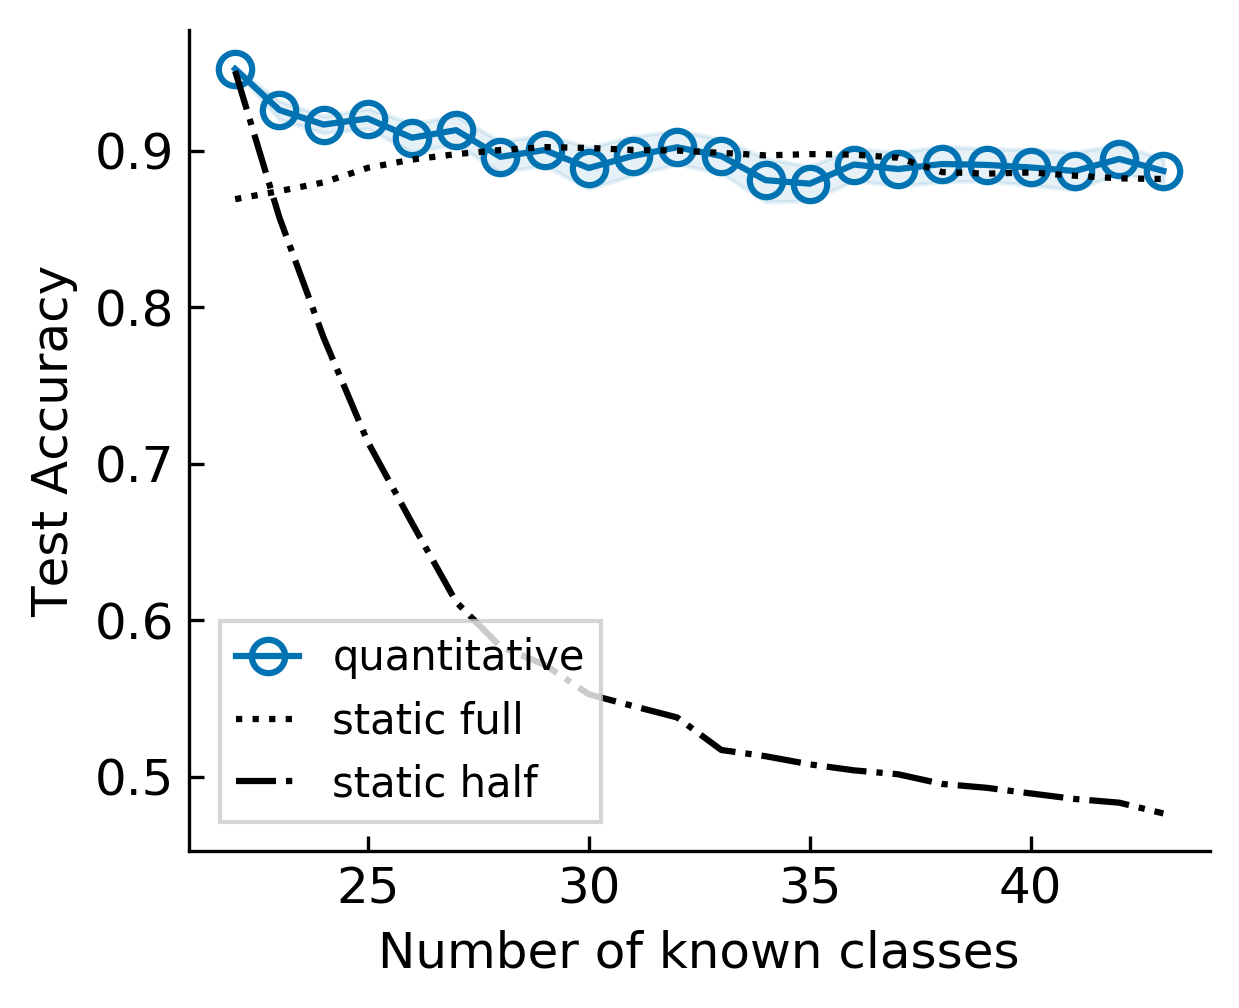 Test Accuracy
0.9
0.8
0.7
0.6
0.5
quantitative
static full
static half
25 30 35 40
Number of known classes